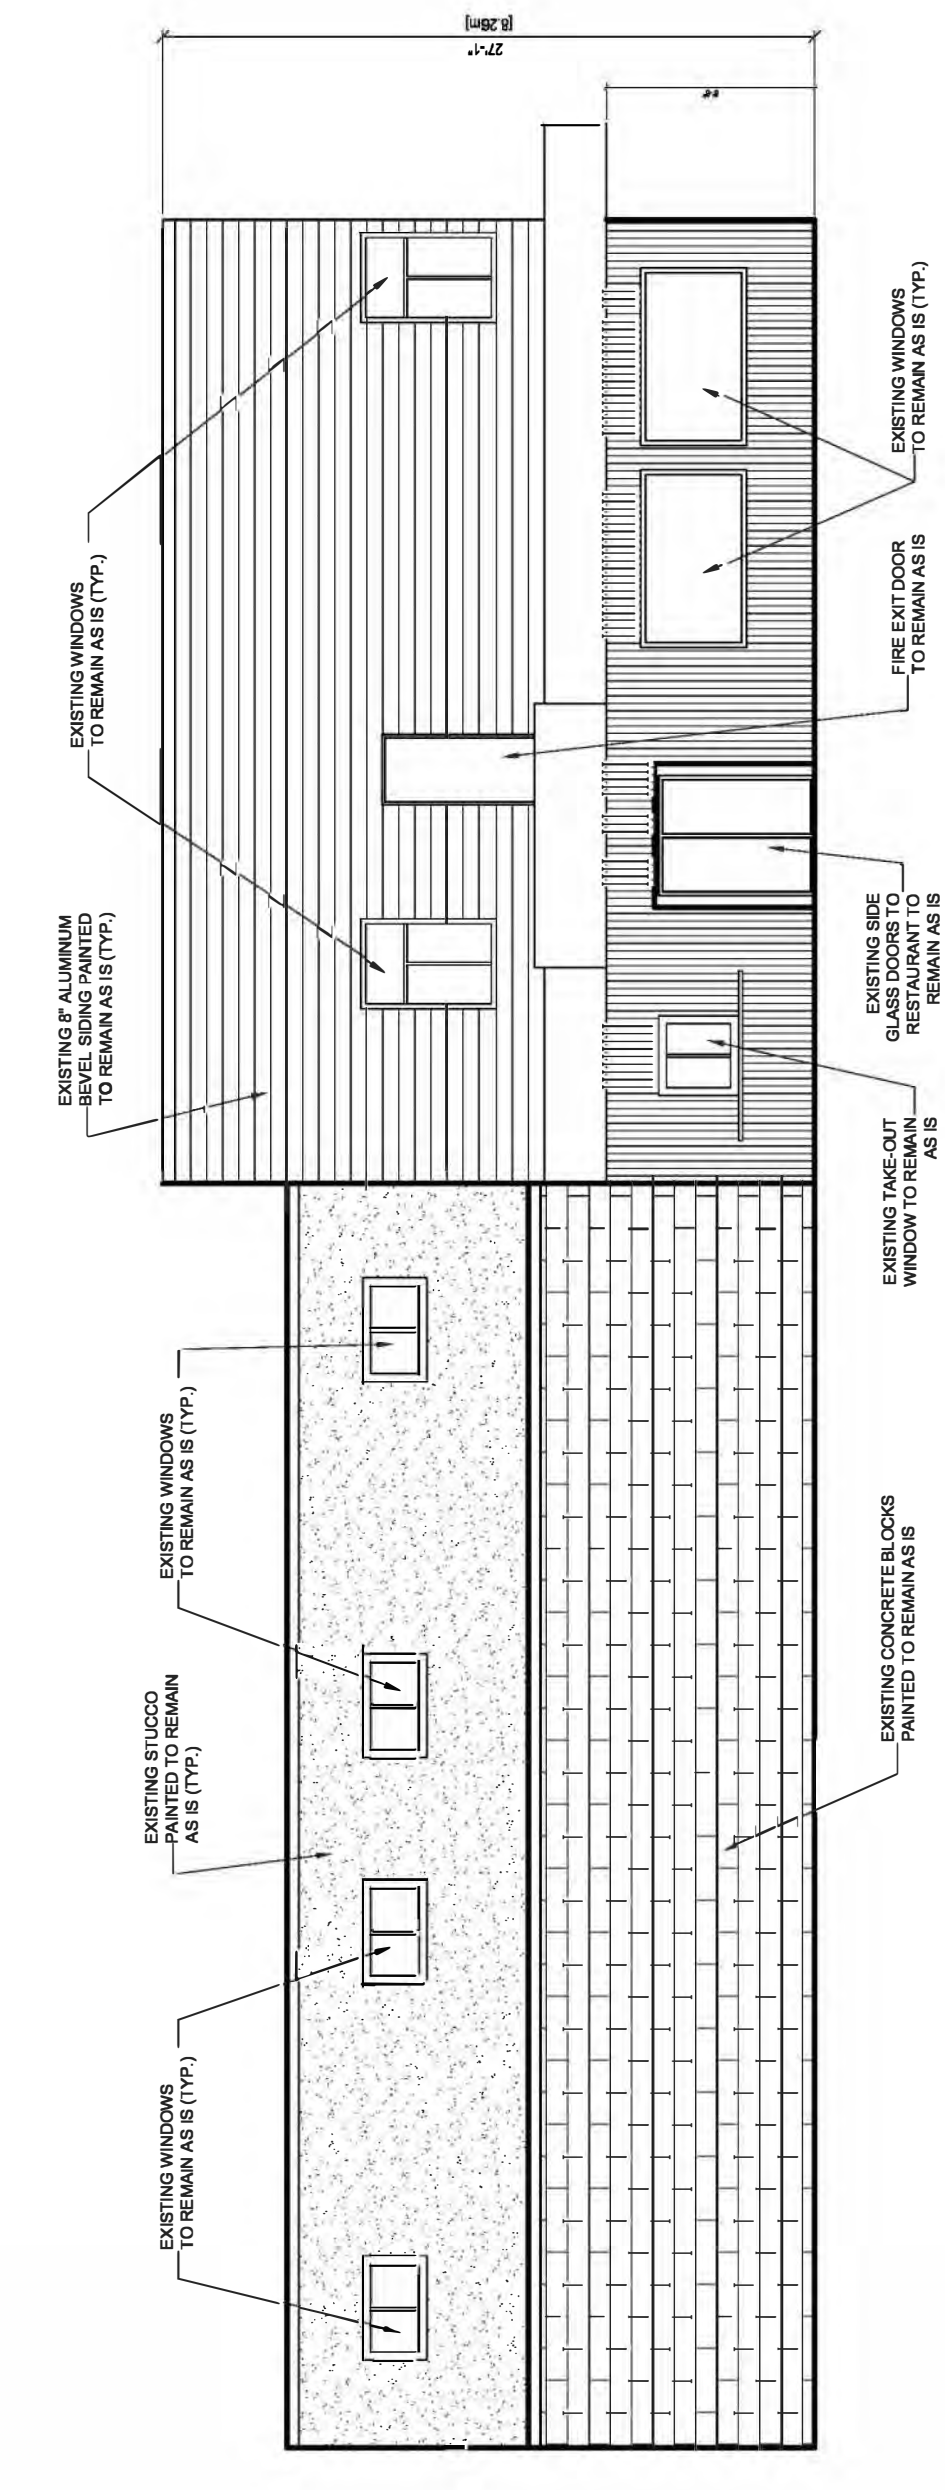 EXISTING WINDOWS
TO REMAIN AS IS (TYP.)
EXISTING STUCCO
PAINTED TO REMAIN
AS IS (TYP.)
EXISTING WINDOWS
TO REMAIN AS IS (TYP.)
EXISTING 8" ALUMINUM
BEVEL SIDING PAINTED
TO REMAIN AS IS (TYP.)
EXISTING WINDOWS
TO REMAIN AS IS (TYP.)
27'-1"
[8.26m]
EXISTING CONCRETE BLOCKS
PAINTED TO REMAIN AS IS
EXISTING TAKE-OUT
WINDOW TO REMAIN
AS IS
EXISTING SIDE
GLASS DOORS TO
RESTAURANT TO
REMAIN AS IS
FIRE EXIT DOOR
TO REMAIN AS IS
EXISTING WINDOWS
TO REMAIN AS IS (TYP.)